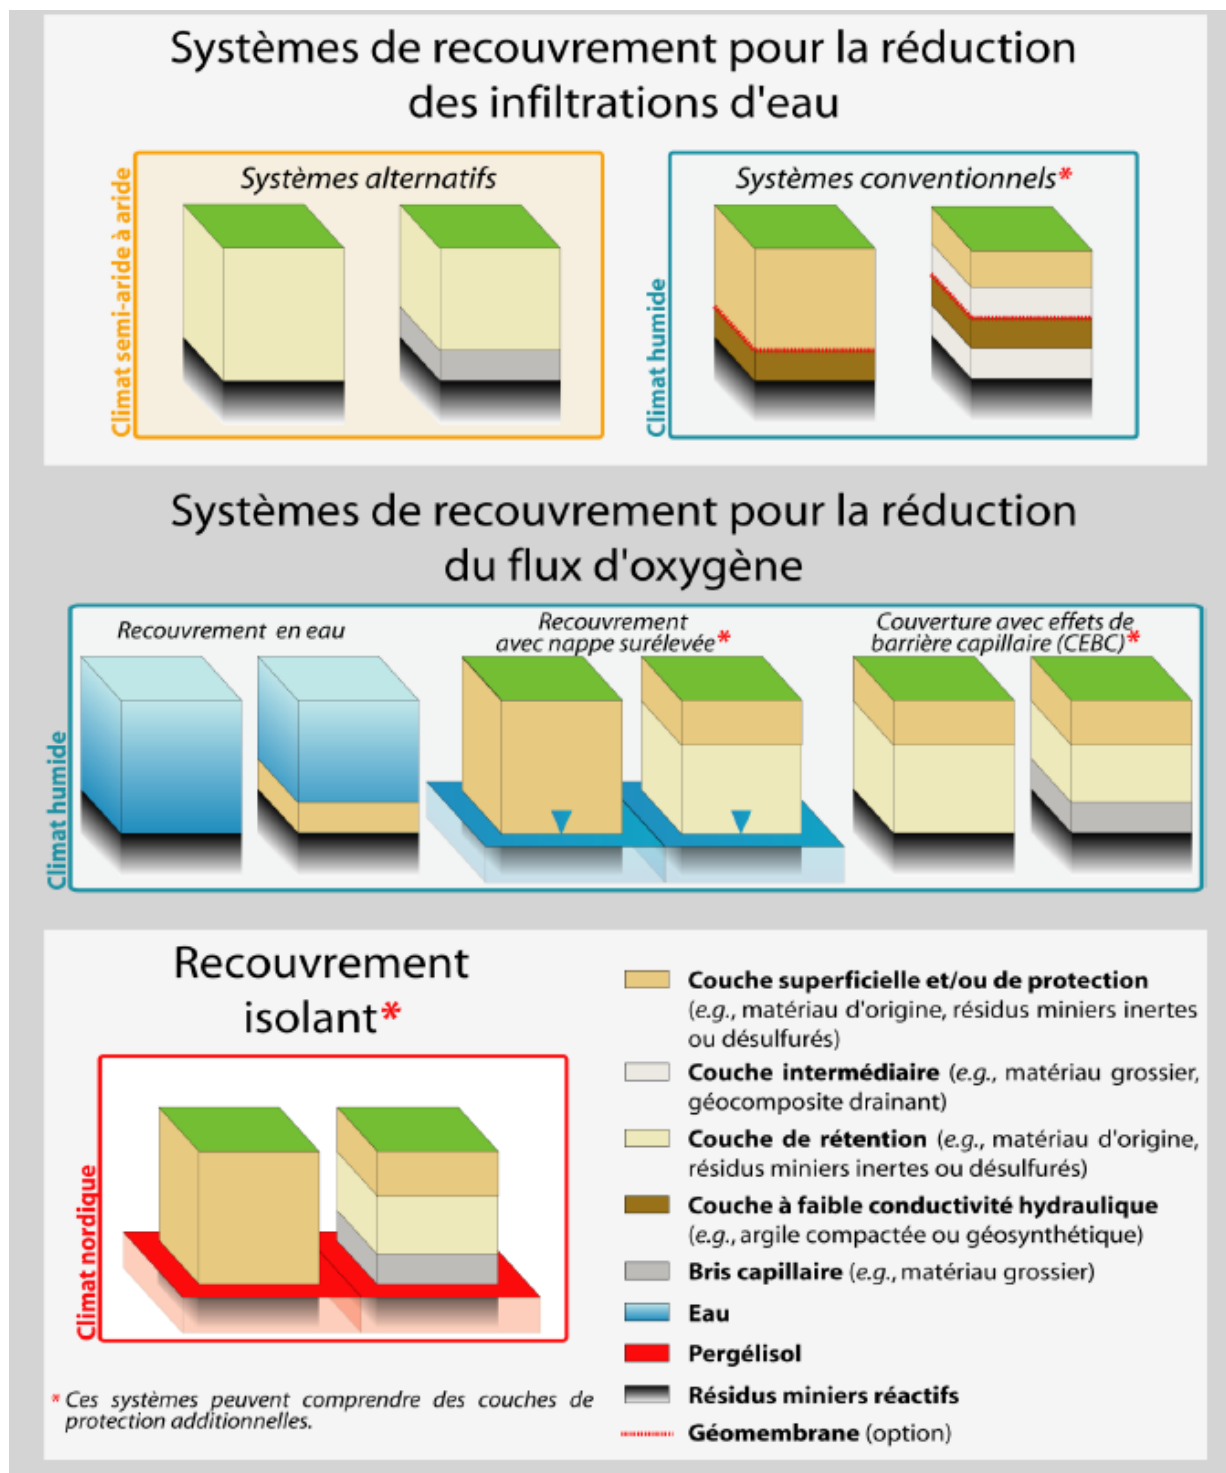 Systèmes de recouvrement pour la réduction
des infiltrations d'eau
Climat semi-aride à aride
Systèmes alternatifs
Climat humide
Systèmes conventionnels*
Systèmes de recouvrement pour la réduction
du flux d'oxygène
Climat humide
Recouvrement en eau
Recouvrement
avec nappe surélevée*
Couverture avec effets de
barrière capillaire (CEBC)*
Recouvrement
isolant*
Climat nordique
* Ces systèmes peuvent comprendre des couches de
protection additionnelles.
Couche superficielle et/ou de protection
(e.g., matériau d'origine, résidus miniers inertes
ou désulfurés)
Couche intermédiaire (e.g., matériau grossier,
géocomposite drainant)
Couche de rétention (e.g., matériau d'origine,
résidus miniers inertes ou désulfurés)
Couche à faible conductivité hydraulique
(e.g., argile compactée ou géosynthétique)
Bris capillaire (e.g., matériau grossier)
Eau
Pergélisol
Résidus miniers réactifs
Géomembrane (option)